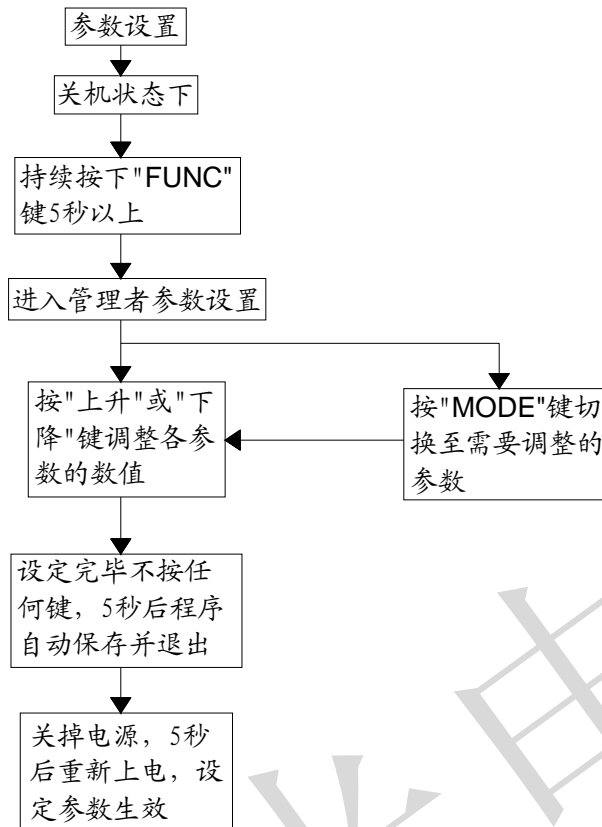 参数设置
关机状态下
持续按下"FUNC"
键5秒以上
进入管理者参数设置
按"上升"或"下
降"键调整各参
数的数值
按"MODE"键切
换至需要调整的
参数
设定完毕不按任
何键，5秒后程序
自动保存并退出
关掉电源，5秒
后重新上电，设
定参数生效